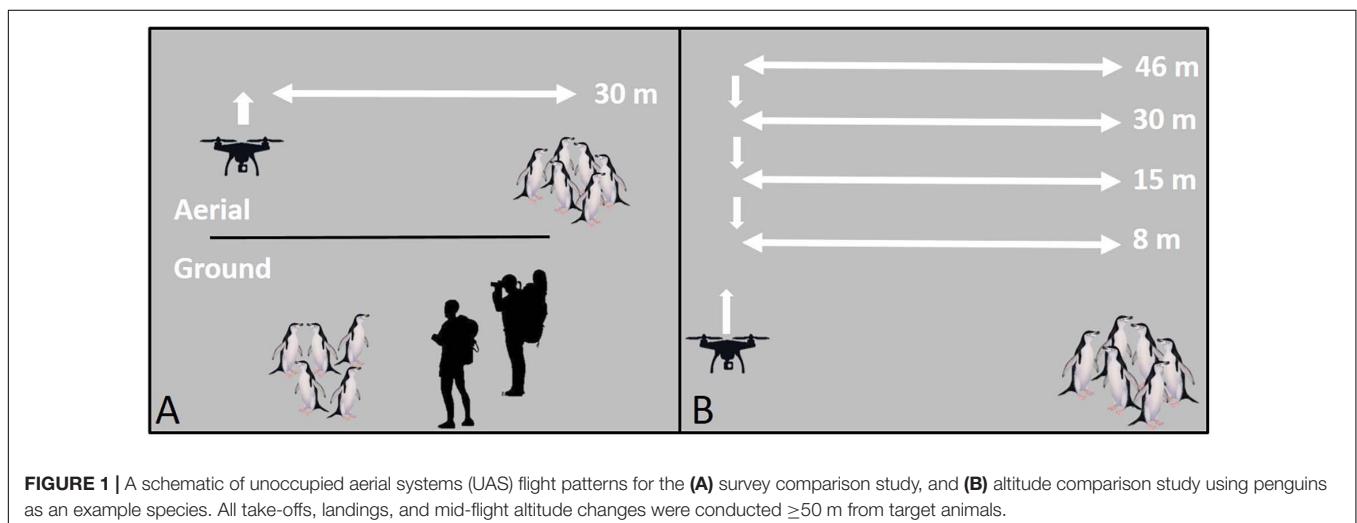 30 m
Aerial
Ground
A
46 m
30 m
15 m
8 m
B
FIGURE 1 | A schematic of unoccupied aerial systems (UAS) flight patterns for the (A) survey comparison study, and (B) altitude comparison study using penguins
as an example species. All take-offs, landings, and mid-flight altitude changes were conducted ≥50 m from target animals.